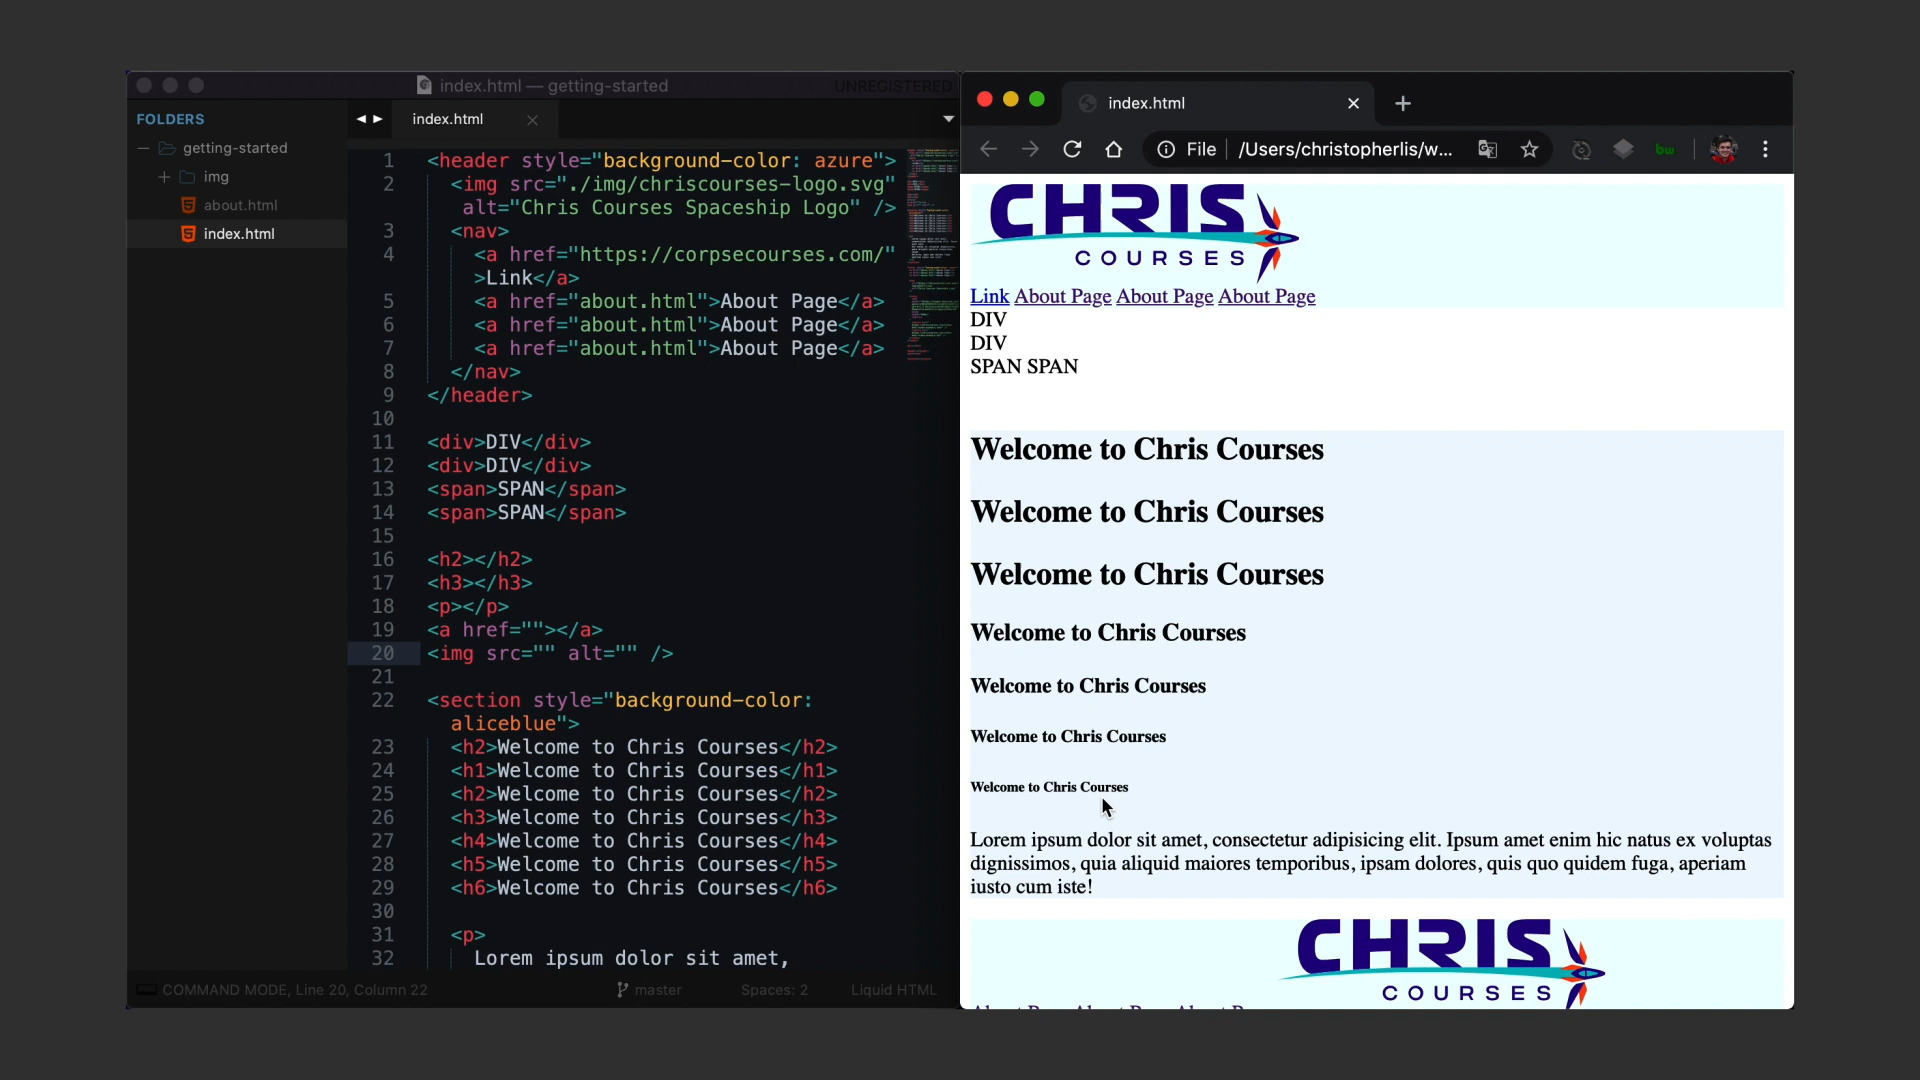 index.html — getting-started
UNREGISTERED
FOLDERS
getting-started
img
about.html
index.html
index.html
1 <header style="background-color: azure">
2 <img src="./img/chriscourses-logo.svg"
alt="Chris Courses Spaceship Logo" />
3 <nav>
4 <a href="https://corpsecourses.com/"
>Link</a>
5 <a href="about.html">About Page</a>
6 <a href="about.html">About Page</a>
7 <a href="about.html">About Page</a>
8 </nav>
9 </header>
10
11 <div>DIV</div>
12 <div>DIV</div>
13 <span>SPAN</span>
14 <span>SPAN</span>
15
16 <h2></h2>
17 <h3></h3>
18 <p></p>
19 <a href=""></a>
20 <img src="" alt="" />
21
22 <section style="background-color:
aliceblue">
23 <h2>Welcome to Chris Courses</h2>
24 <h1>Welcome to Chris Courses</h1>
25 <h2>Welcome to Chris Courses</h2>
26 <h3>Welcome to Chris Courses</h3>
27 <h4>Welcome to Chris Courses</h4>
28 <h5>Welcome to Chris Courses</h5>
29 <h6>Welcome to Chris Courses</h6>
30
31 <p>
32 Lorem ipsum dolor sit amet,
COMMAND MODE, Line 20, Column 22
master
Spaces: 2
Liquid HTML
index.html
File /Users/christopherlis/w...
bw
CHRIS
COURSES
Link About Page About Page About Page
DIV
DIV
SPAN SPAN
Welcome to Chris Courses
Welcome to Chris Courses
Welcome to Chris Courses
Welcome to Chris Courses
Welcome to Chris Courses
Welcome to Chris Courses
Welcome to Chris Courses
Lorem ipsum dolor sit amet, consectetur adipisicing elit. Ipsum amet enim hic natus ex voluptas
dignissimos, quia aliquid maiores temporibus, ipsam dolores, quis quo quidem fuga, aperiam
iusto cum iste!
CHRIS
COURSES